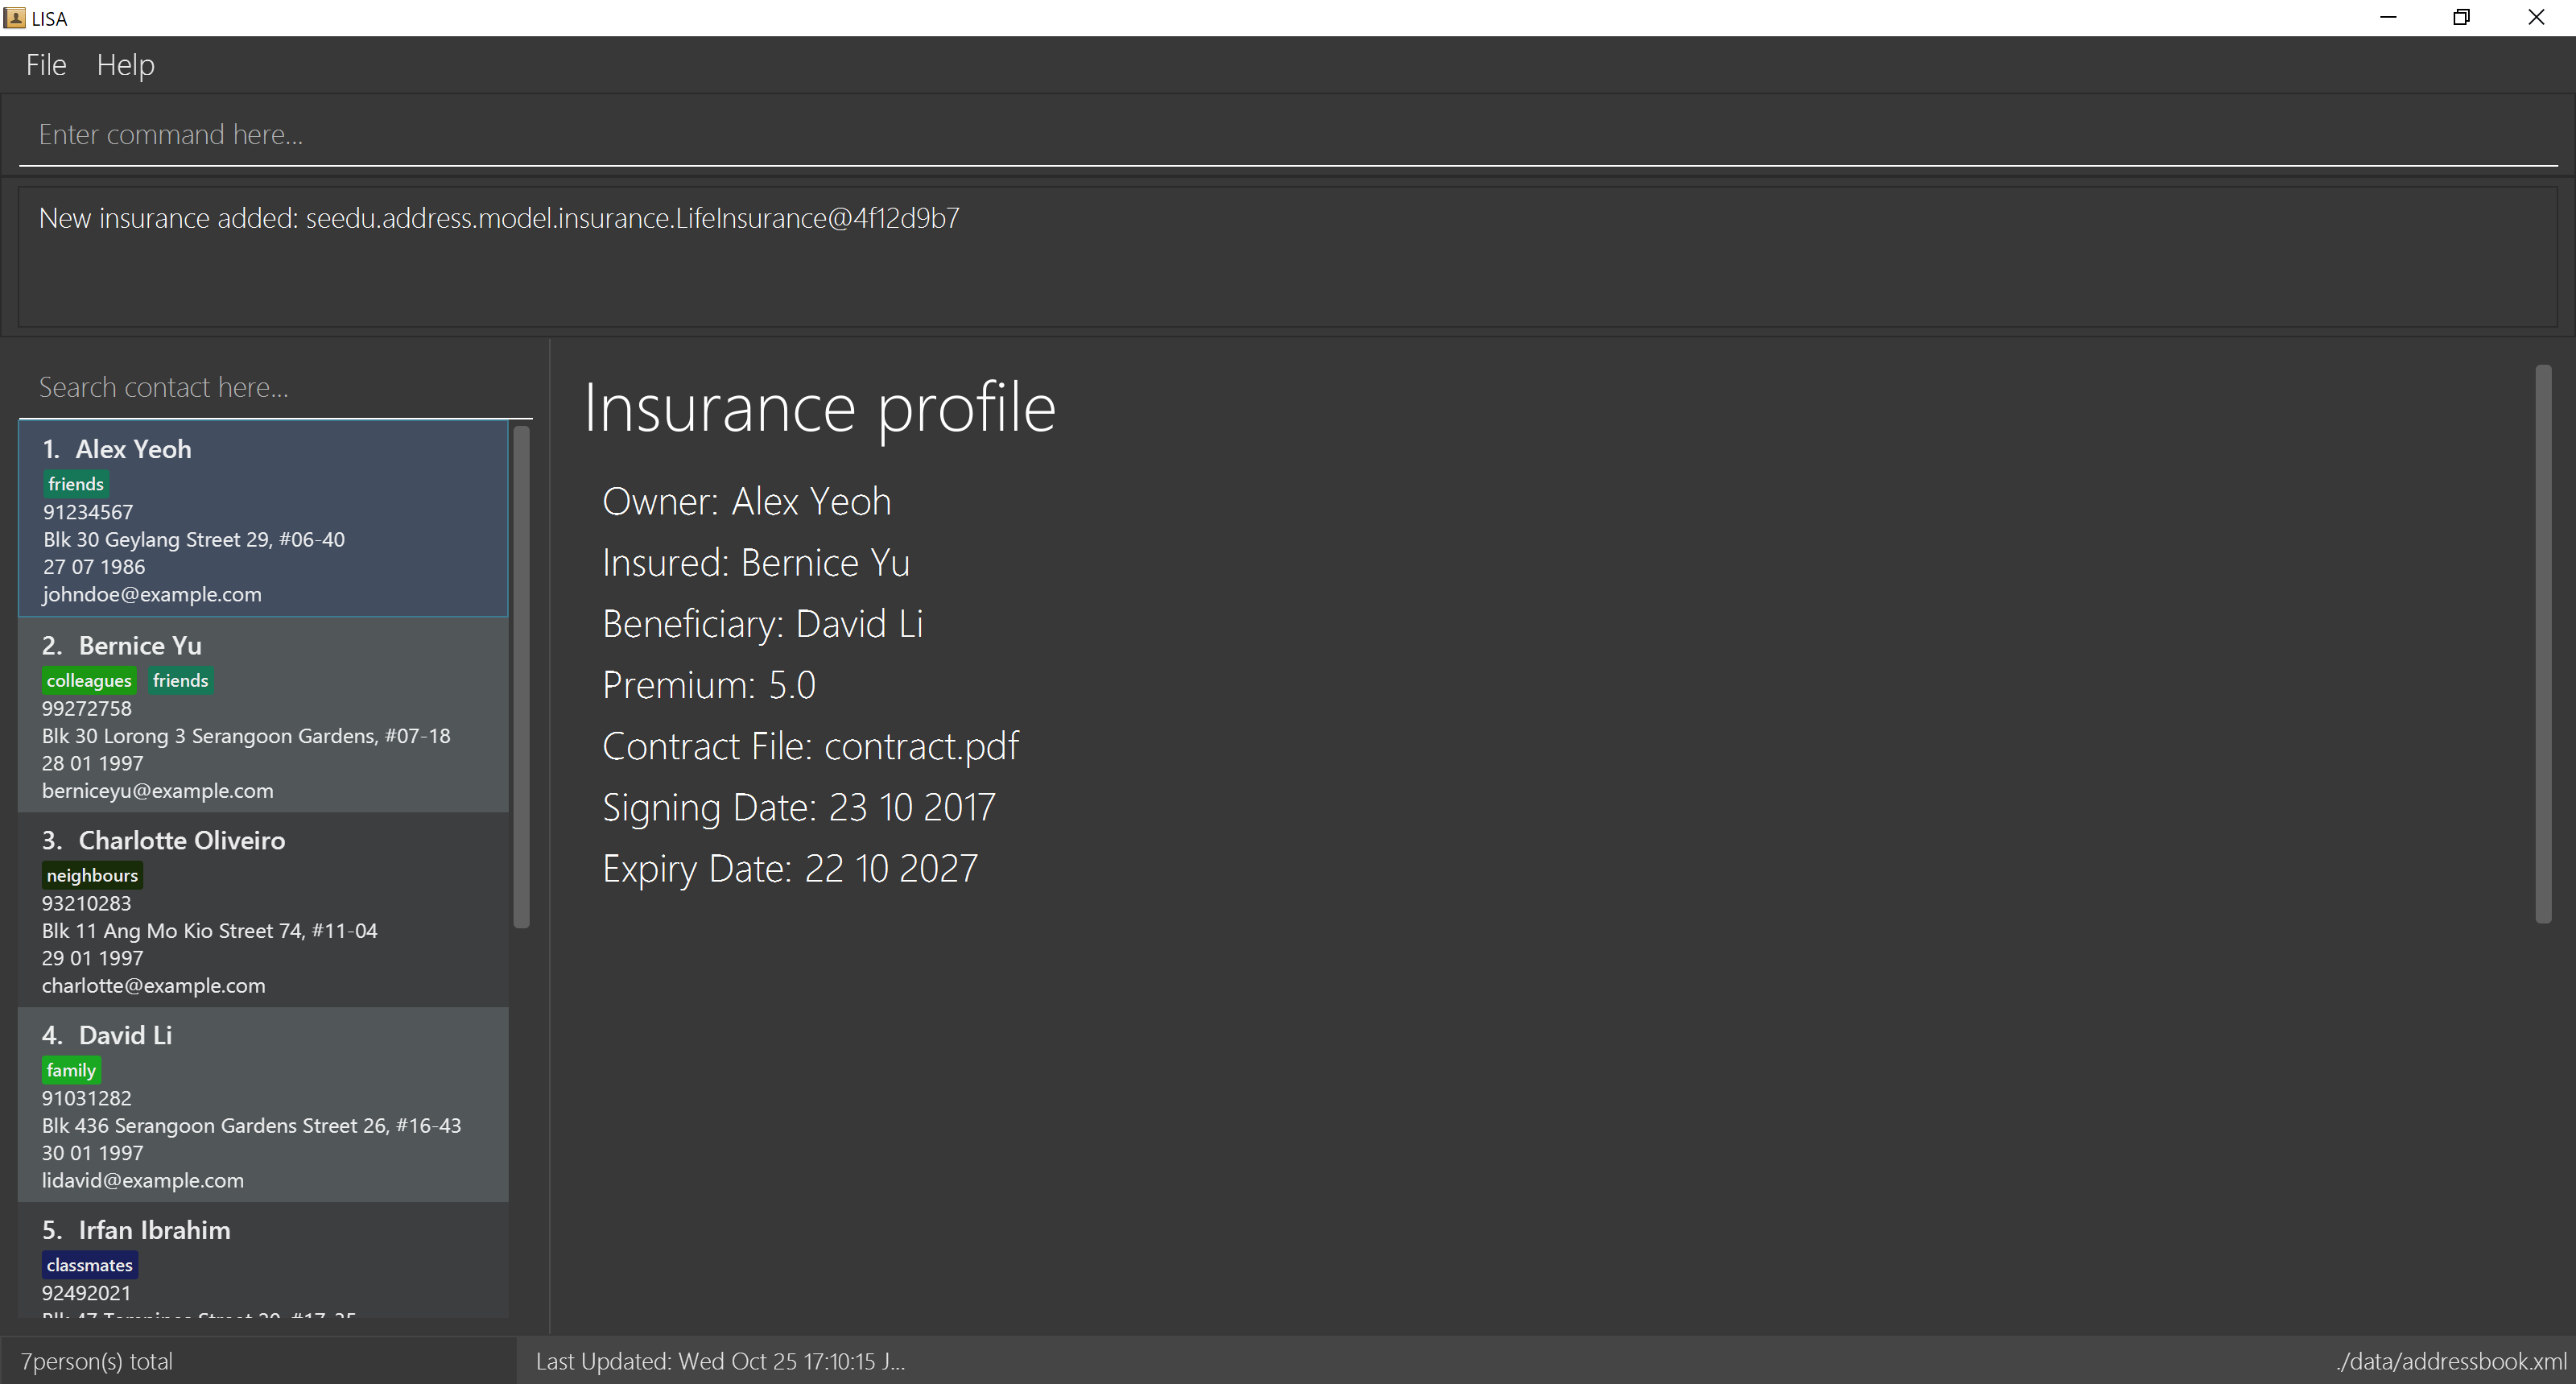 LISA
File Help
Enter command here...
New insurance added: seedu.address.model.insurance.LifeInsurance@4f12d9b7
Search contact here...
1. Alex Yeoh
friends
91234567
Blk 30 Geylang Street 29, #06-40
27 07 1986
johndoe@example.com
2. Bernice Yu
colleagues friends
99272758
Blk 30 Lorong 3 Serangoon Gardens, #07-18
28 01 1997
berniceyu@example.com
3. Charlotte Oliveiro
neighbours
93210283
Blk 11 Ang Mo Kio Street 74, #11-04
29 01 1997
charlotte@example.com
4. David Li
family
91031282
Blk 436 Serangoon Gardens Street 26, #16-43
30 01 1997
lidavid@example.com
5. Irfan Ibrahim
classmates
92492021
Insurance profile
Owner: Alex Yeoh
Insured: Bernice Yu
Beneficiary: David Li
Premium: 5.0
Contract File: contract.pdf
Signing Date: 23 10 2017
Expiry Date: 22 10 2027
7person(s) total
Last Updated: Wed Oct 25 17:10:15 J...
./data/addressbook.xml